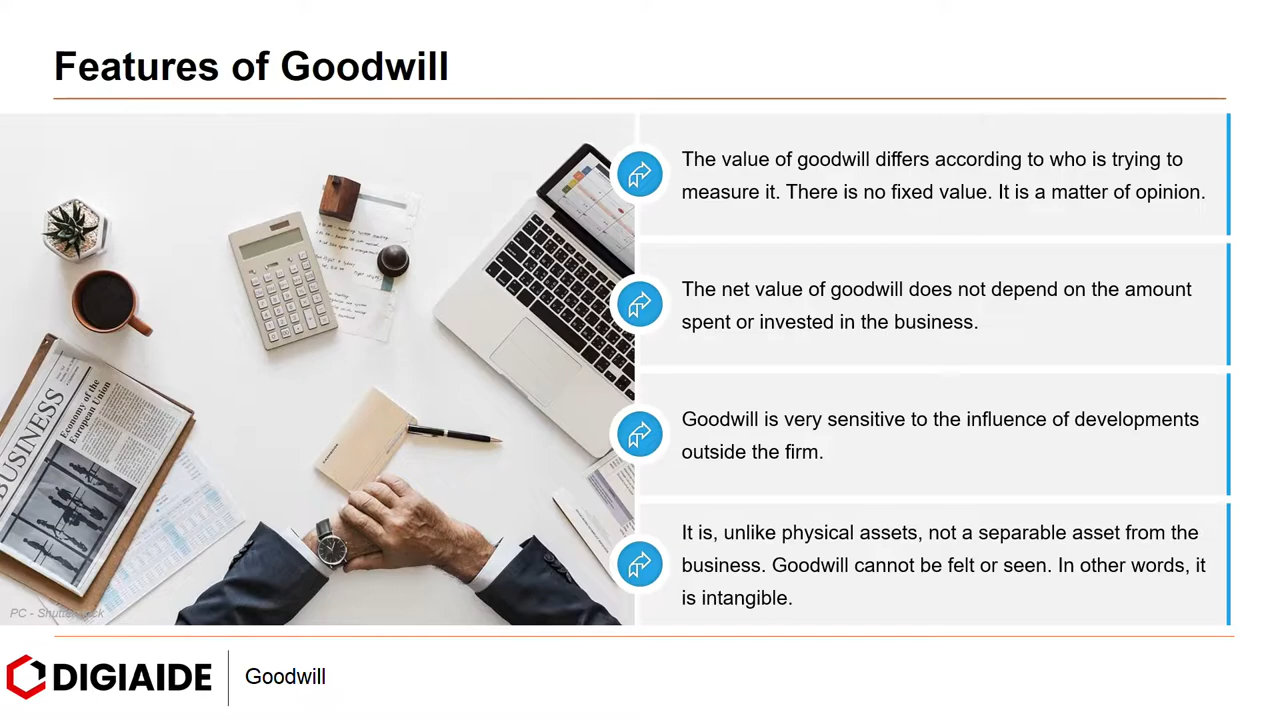 Features of Goodwill
The value of goodwill differs according to who is trying to
measure it. There is no fixed value. It is a matter of opinion.
The net value of goodwill does not depend on the amount
spent or invested in the business.
Goodwill is very sensitive to the influence of developments
outside the firm.
It is, unlike physical assets, not a separable asset from the
business. Goodwill cannot be felt or seen. In other words, it
is intangible.
BUSINESS
Economy of the
European Union
PC - Shutterstock
DIGIAIDE
Goodwill